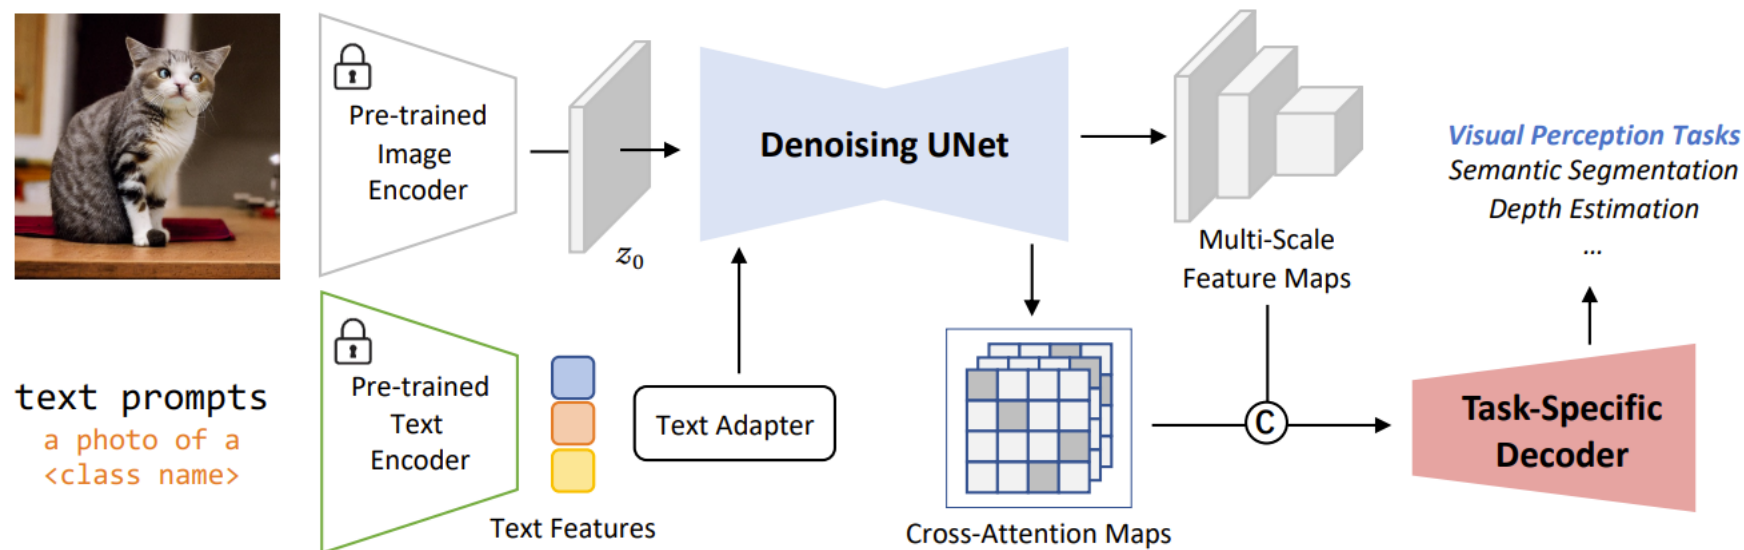 Pre-trained
Image
Encoder
z₀
Denoising UNet
Multi-Scale
Feature Maps
Visual Perception Tasks
Semantic Segmentation
Depth Estimation
...
text prompts
a photo of a
<class name>
Pre-trained
Text
Encoder
Text Features
Text Adapter
Cross-Attention Maps
C
Task-Specific
Decoder